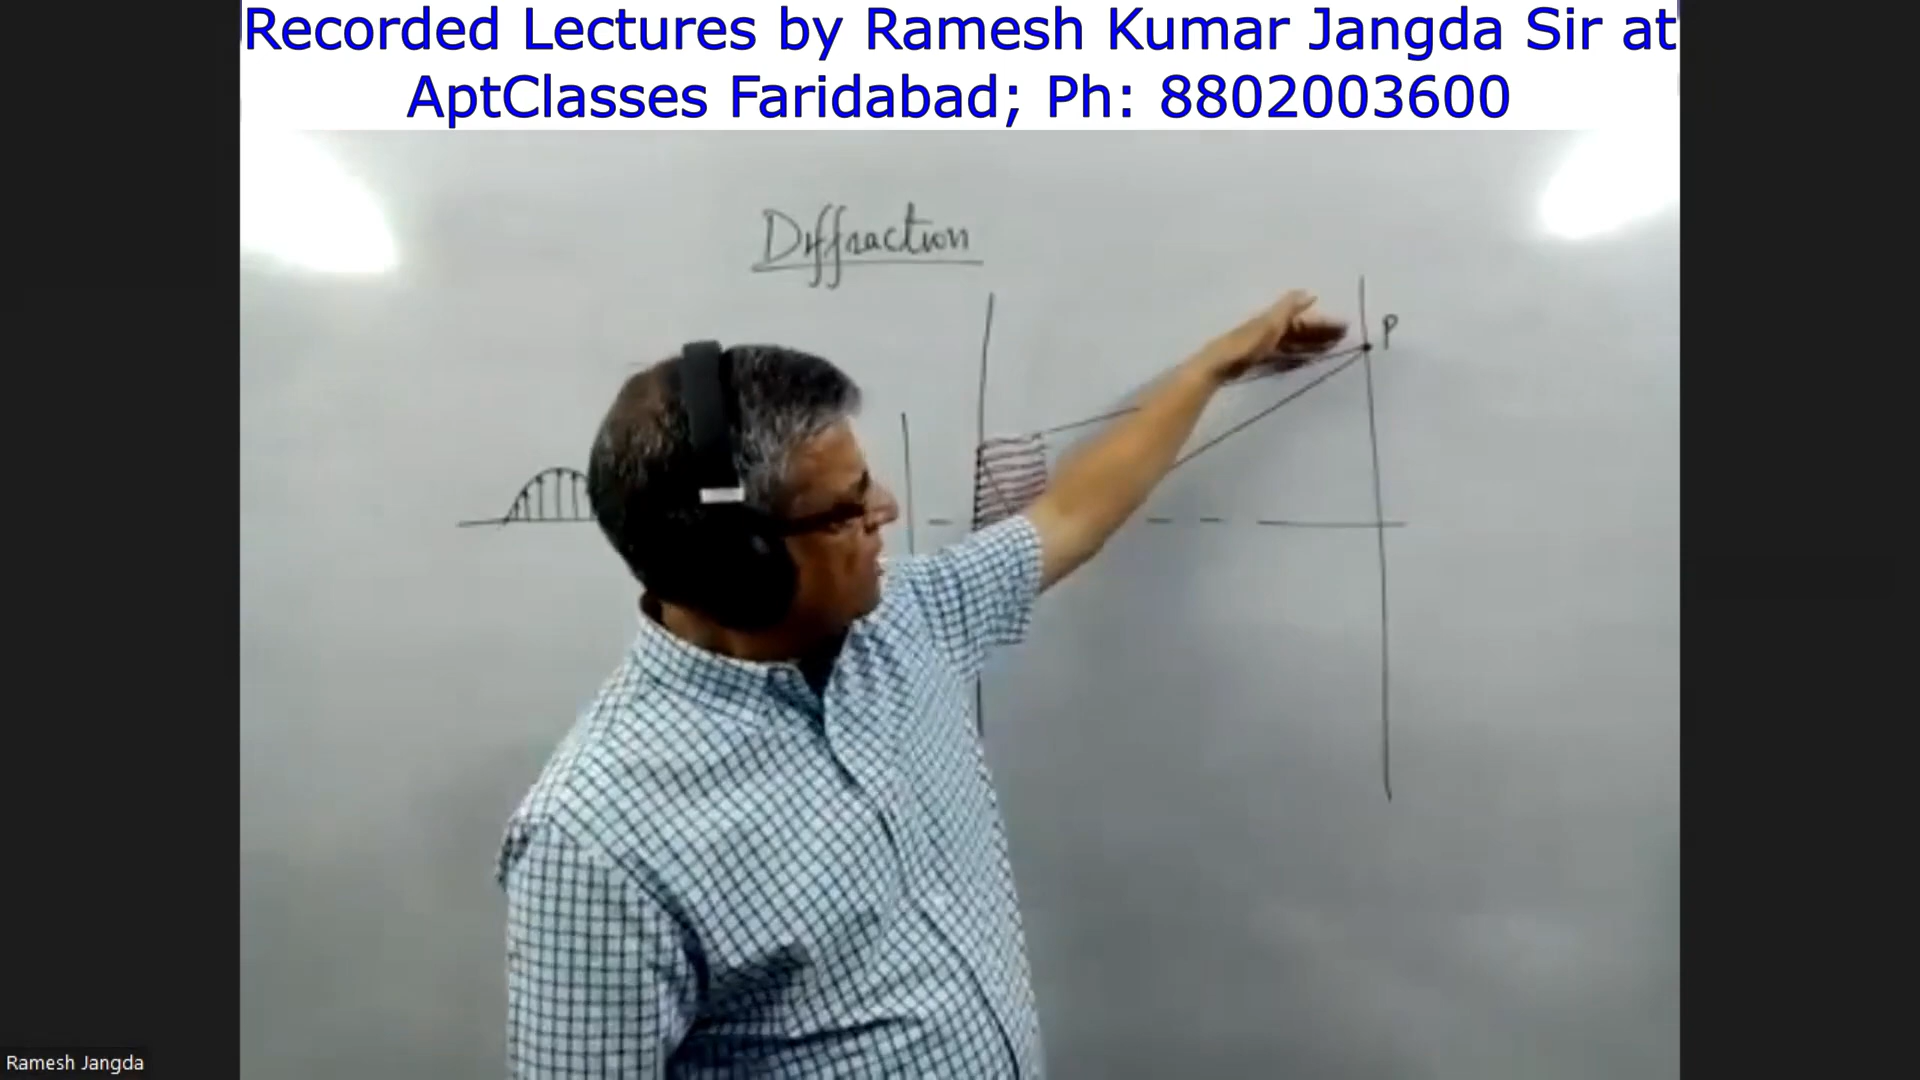 Recorded Lectures by Ramesh Kumar Jangda Sir at
AptClasses Faridabad; Ph: 8802003600
Diffraction
P
Ramesh Jangda